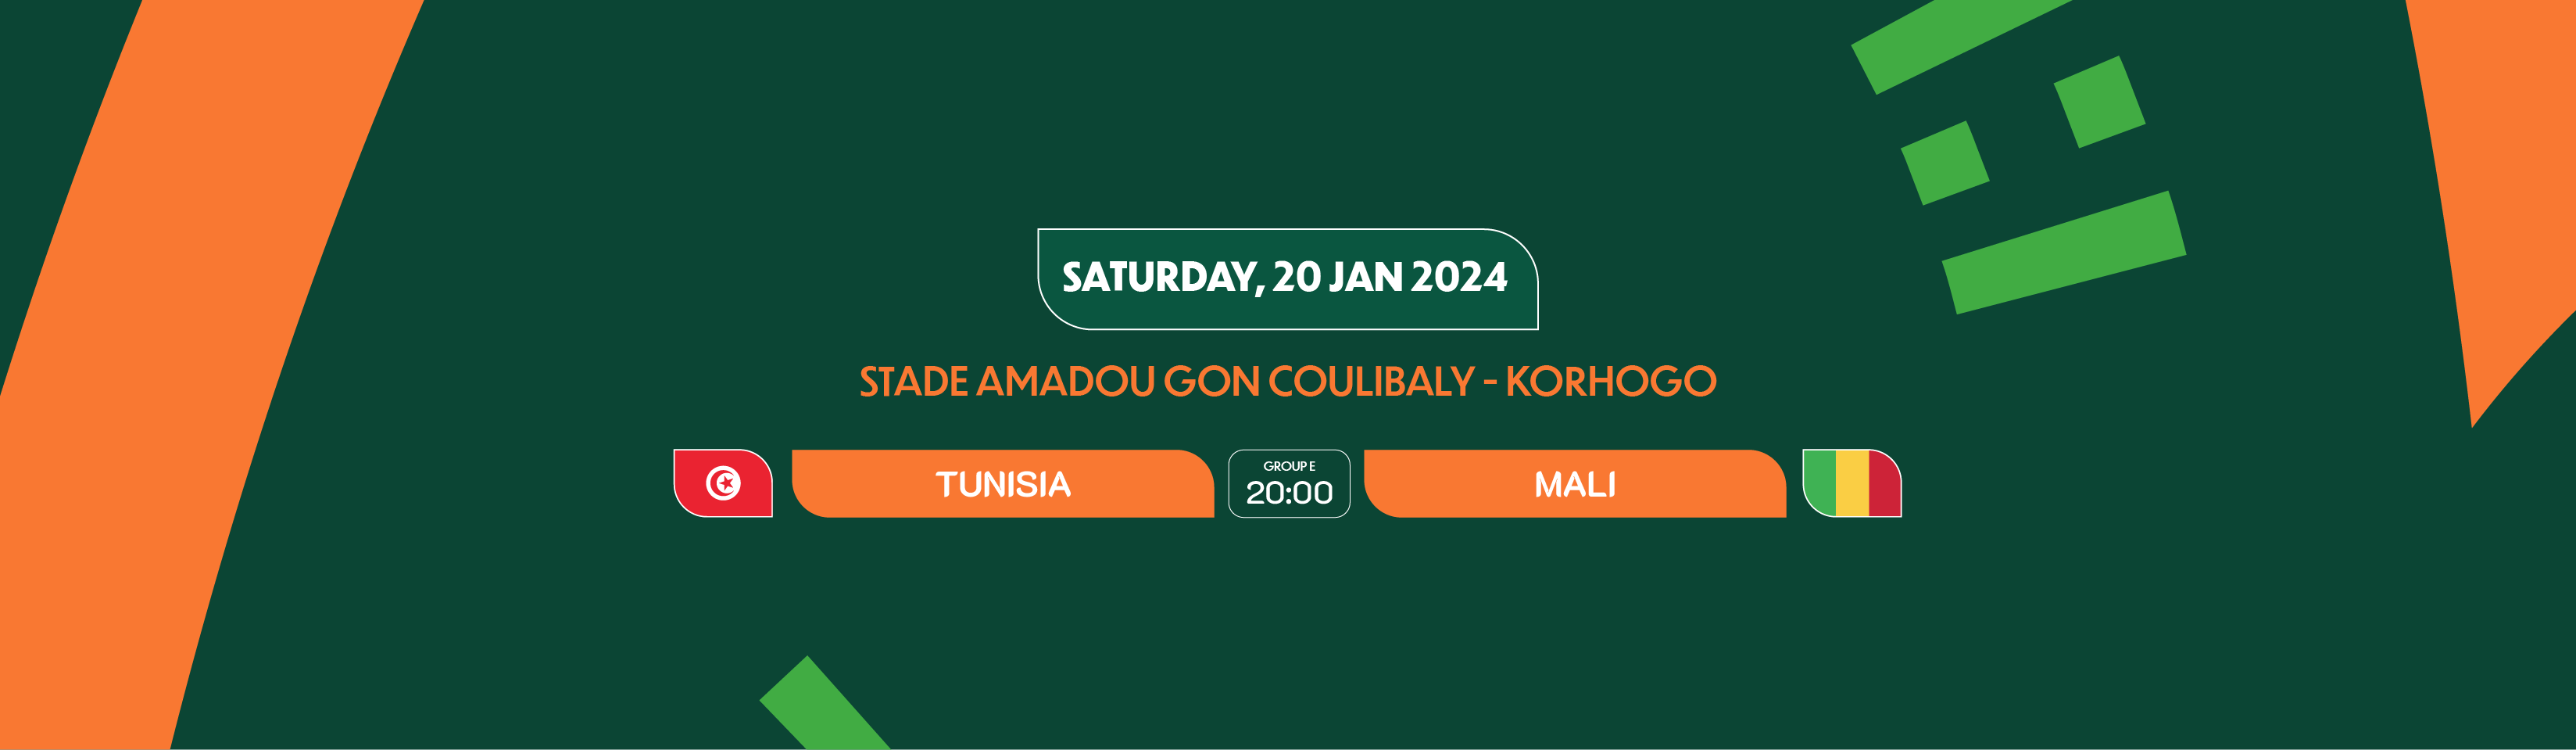 SATURDAY, 20 JAN 2024
STADE AMADOU GON COULIBALY - KORHOGO
TUNISIA
GROUP E
20:00
MALI